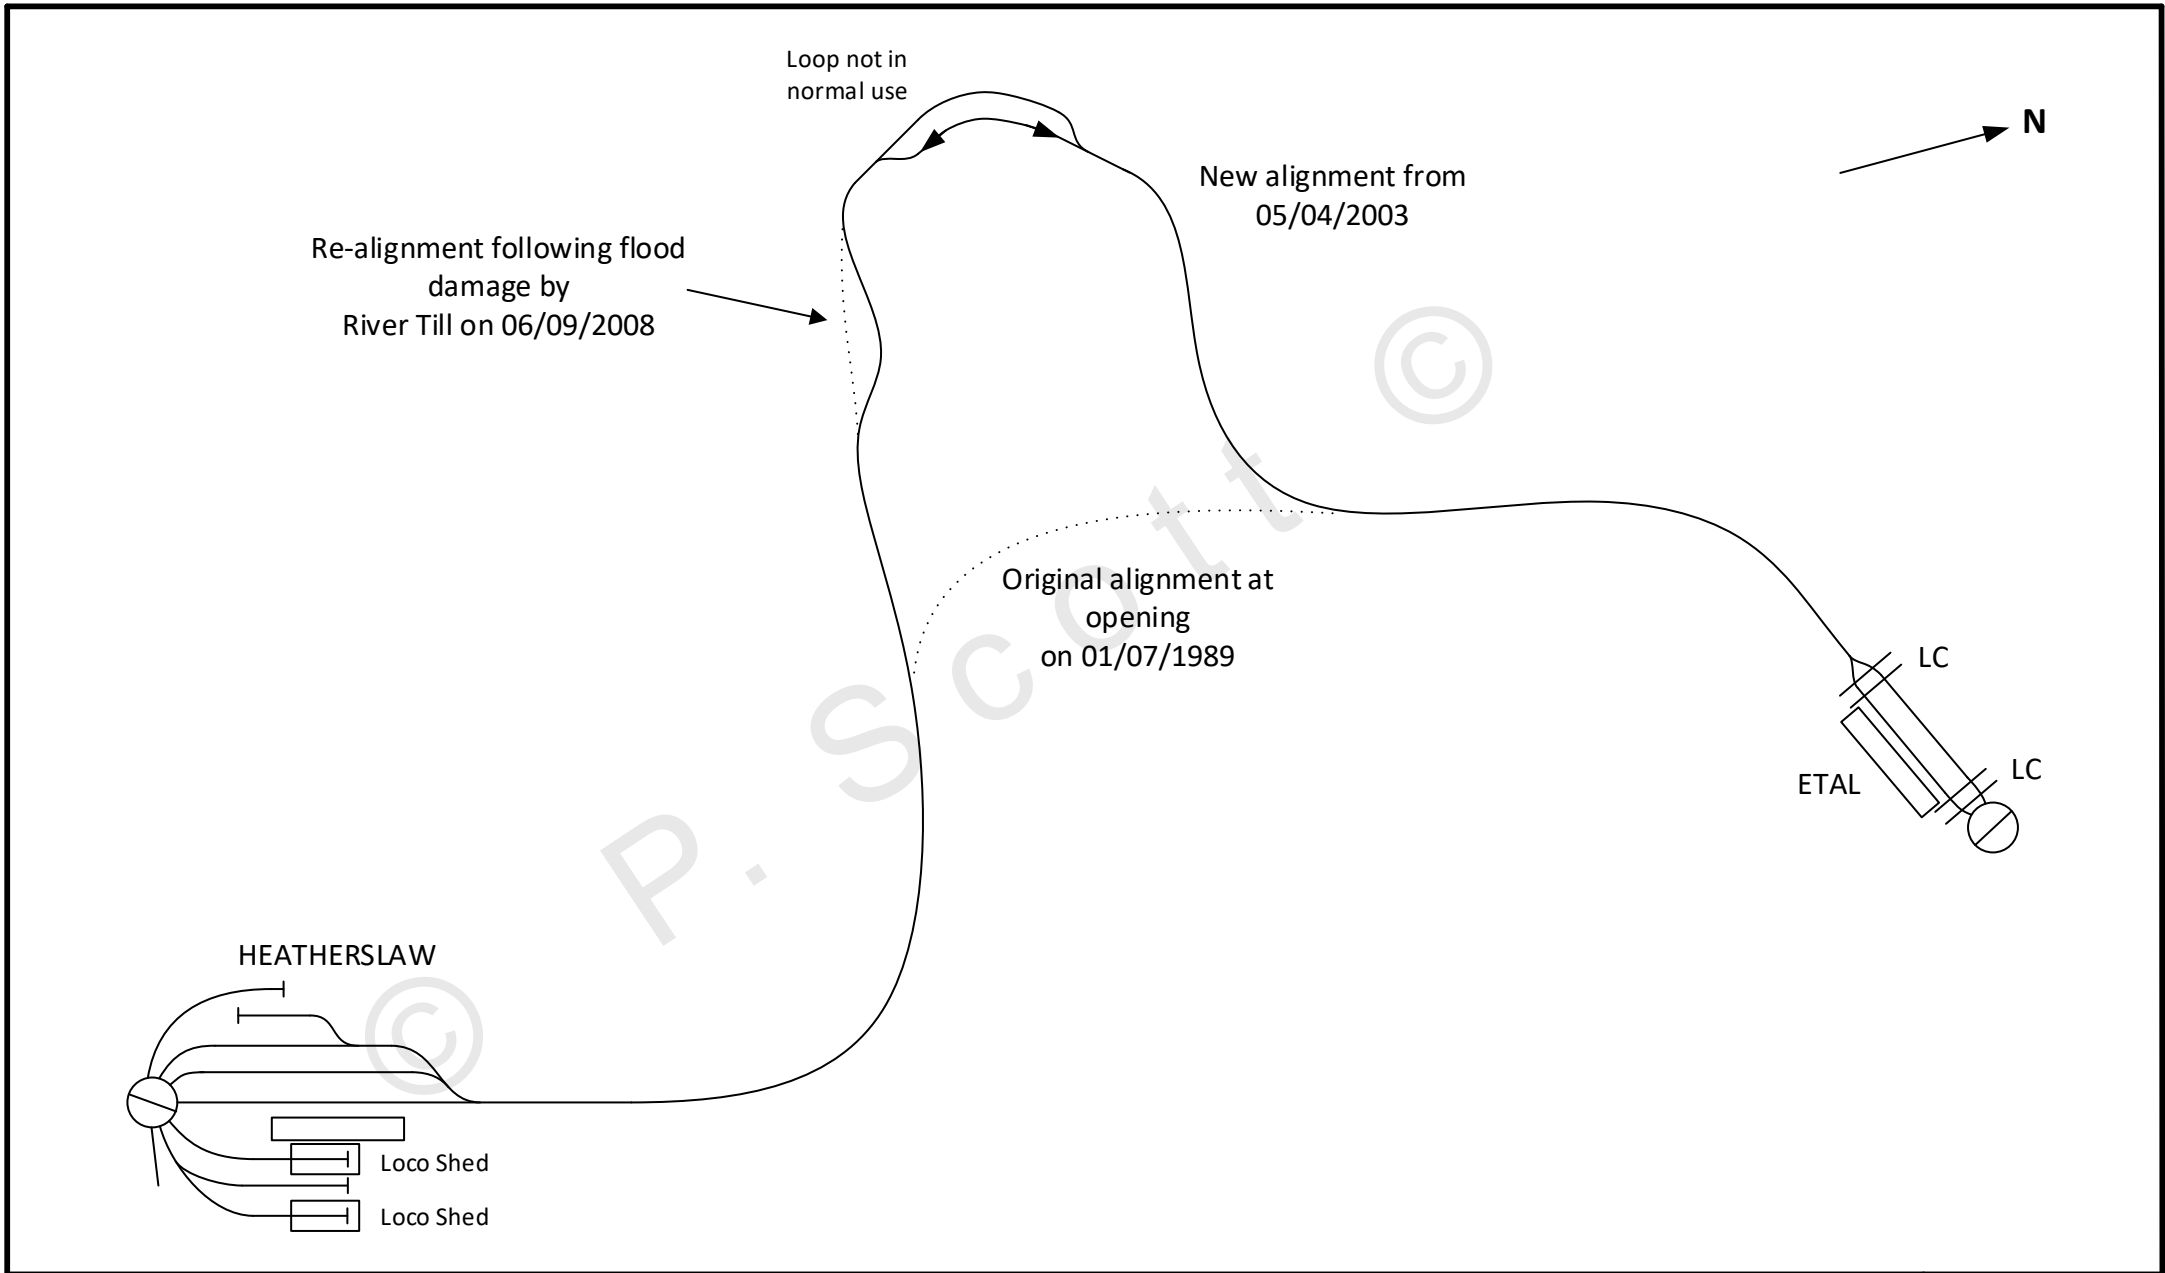 Loop not in
normal use
N
New alignment from
05/04/2003
Re-alignment following flood
damage by
River Till on 06/09/2008
Original alignment at
opening
on 01/07/1989
LC
LC
ETAL
HEATHERSLAW
Loco Shed
Loco Shed
© P. Scott ©